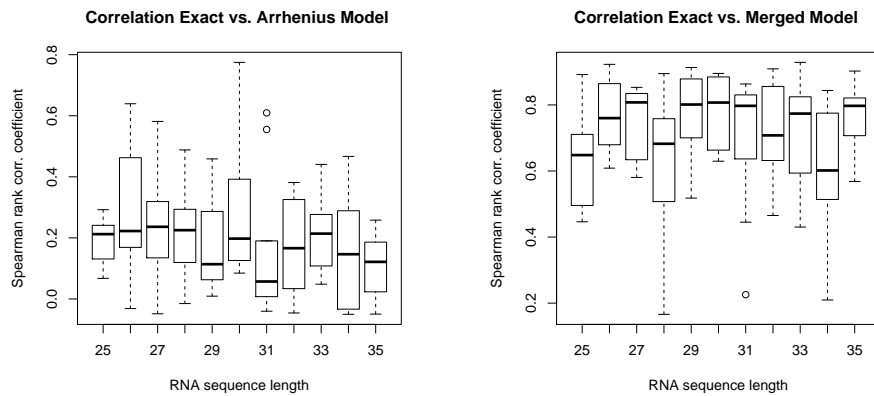 Correlation Exact vs. Arrhenius Model
Spearman rank corr. coefficient
0.8
0.6
0.4
0.2
0.0
25 27 29 31 33 35
RNA sequence length
Correlation Exact vs. Merged Model
Spearman rank corr. coefficient
0.8
0.6
0.4
0.2
25 27 29 31 33 35
RNA sequence length